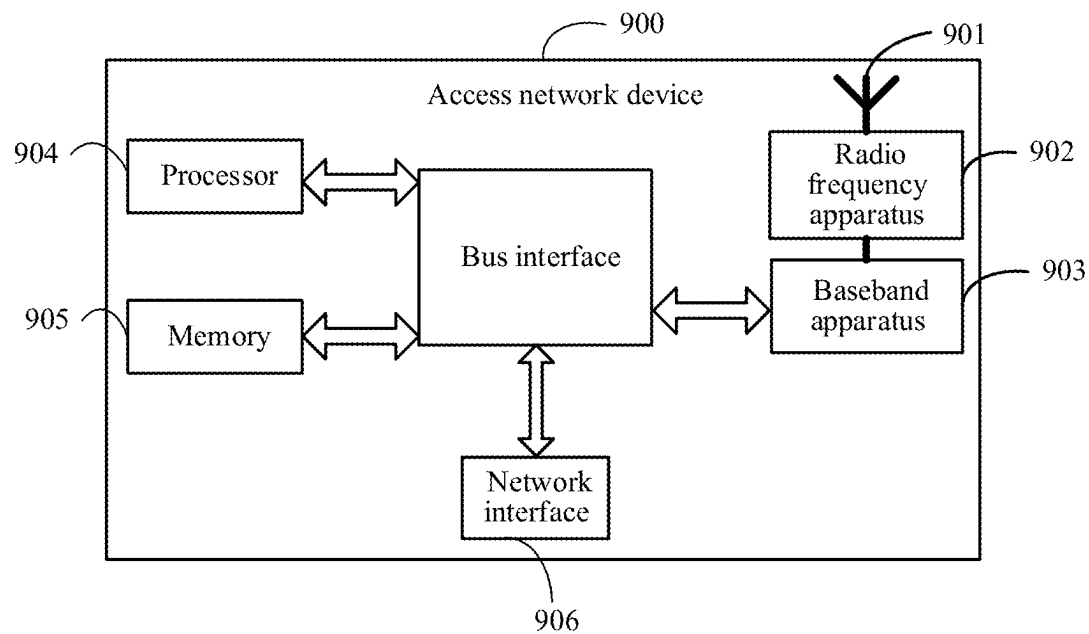 900
901
Access network device
904
Processor
Radio
frequency
apparatus
902
Bus interface
903
Baseband
apparatus
905
Memory
Network
interface
906